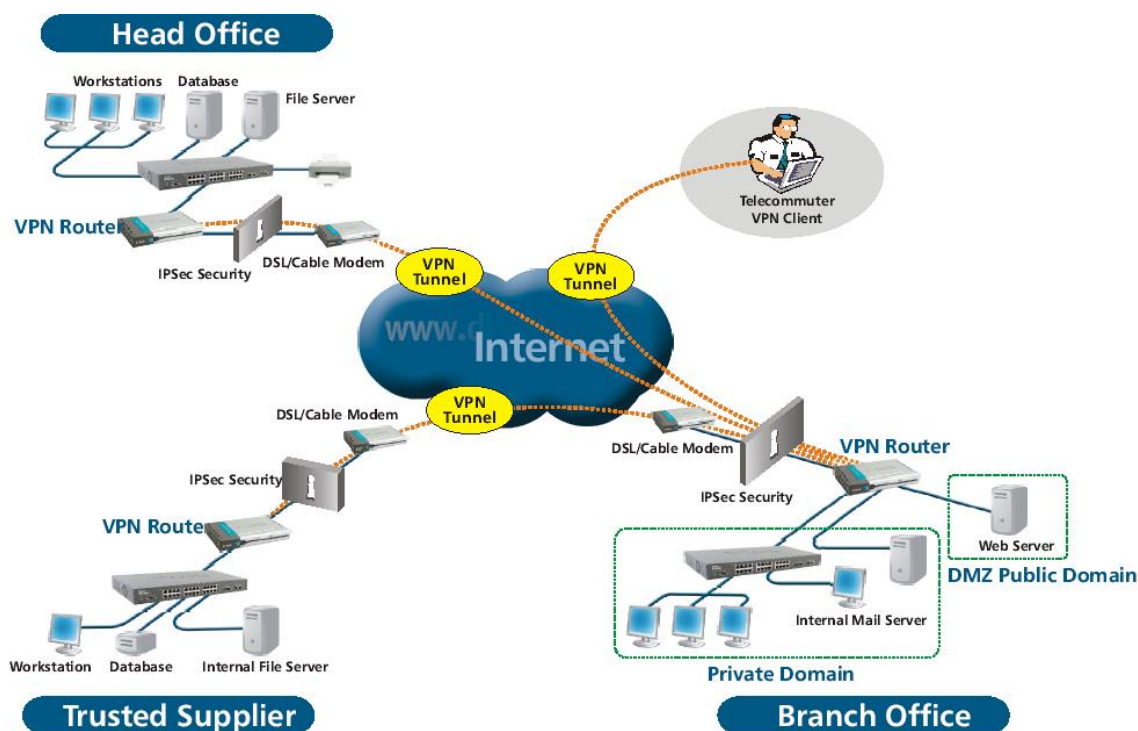 Head Office
Workstations
Database
File Server
VPN Router
IPSec Security
DSL/Cable Modem
Telecommuter
VPN Client
VPN
Tunnel
VPN
Tunnel
www.d
Internet
VPN
Tunnel
DSL/Cable Modem
IPSec Security
VPN Router
DSL/Cable Modem
IPSec Security
VPN Router
Web Server
DMZ Public Domain
Internal Mail Server
Private Domain
Workstation
Database
Internal File Server
Trusted Supplier
Branch Office